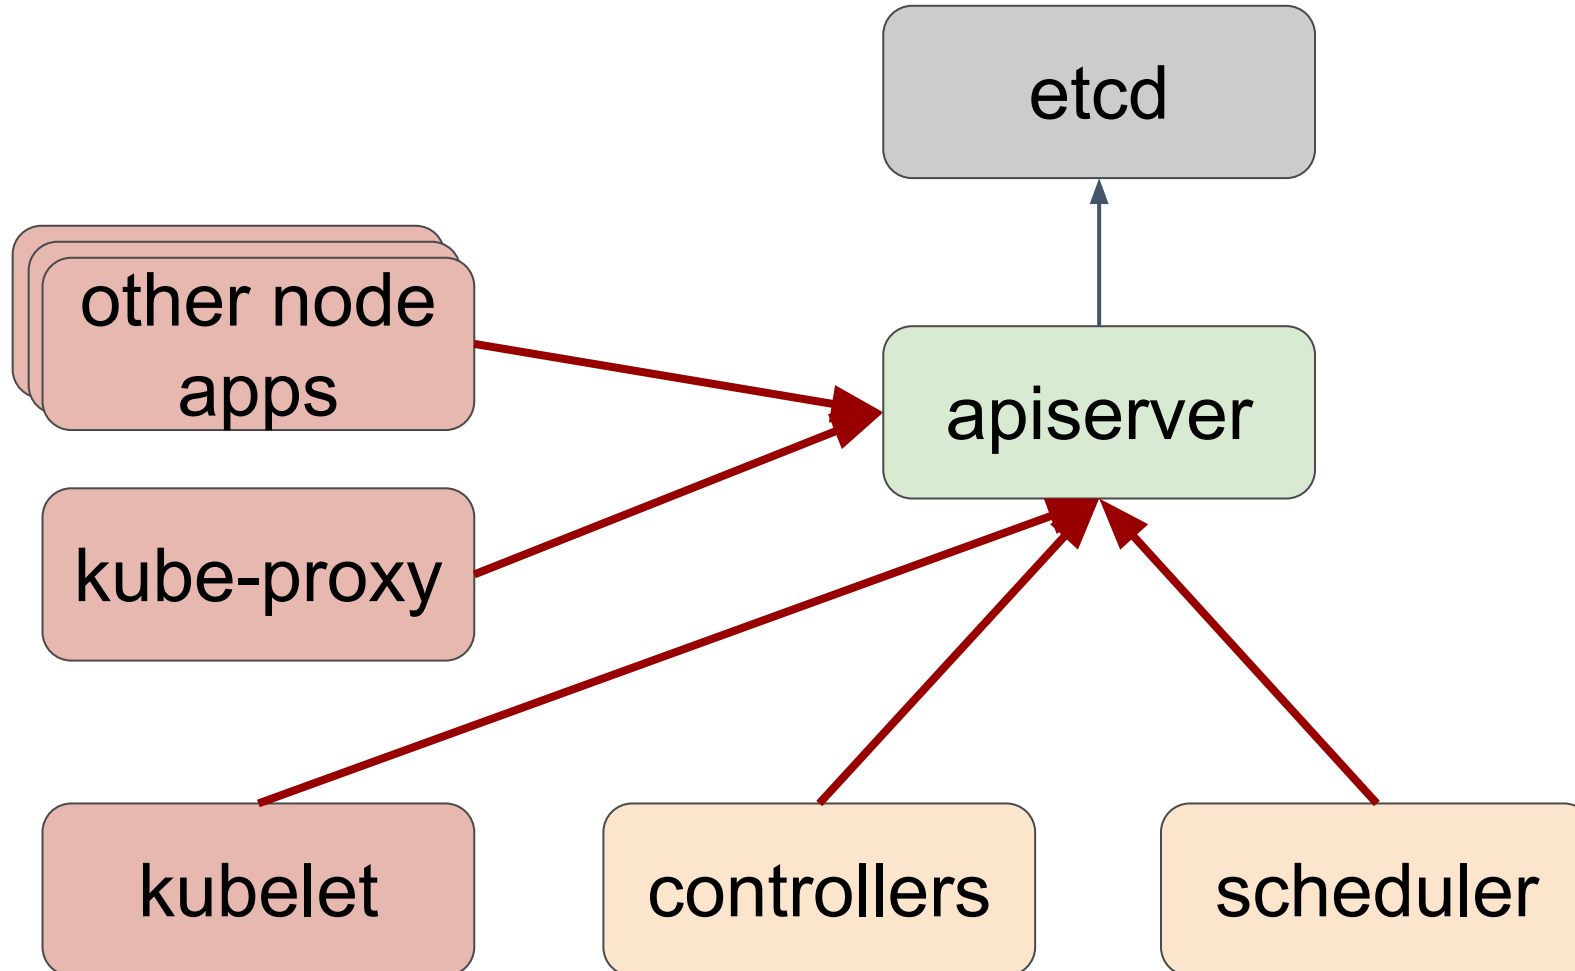 etcd
other node
apps
apiserver
kube-proxy
kubelet
controllers
scheduler